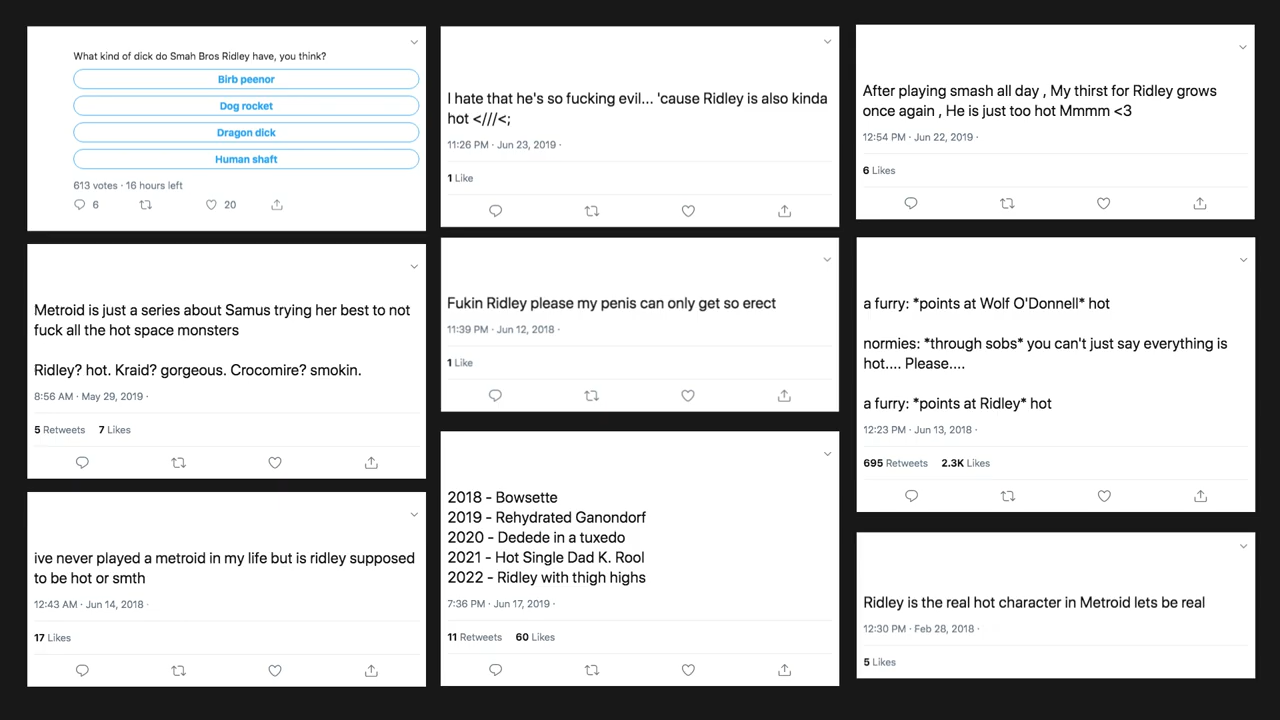 What kind of dick do Smah Bros Ridley have, you think?
Birb peenor
Dog rocket
Dragon dick
Human shaft
613 votes · 16 hours left
6 20
Metroid is just a series about Samus trying her best to not
fuck all the hot space monsters
Ridley? hot. Kraid? gorgeous. Crocomire? smokin.
8:56 AM · May 29, 2019 ·
5 Retweets 7 Likes
ive never played a metroid in my life but is ridley supposed
to be hot or smth
12:43 AM · Jun 14, 2018 ·
17 Likes
I hate that he's so fucking evil... 'cause Ridley is also kinda
hot <///<;
11:26 PM · Jun 23, 2019 ·
1 Like
Fukin Ridley please my penis can only get so erect
11:39 PM · Jun 12, 2018 ·
1 Like
2018 - Bowsette
2019 - Rehydrated Ganondorf
2020 - Dedede in a tuxedo
2021 - Hot Single Dad K. Rool
2022 - Ridley with thigh highs
7:36 PM · Jun 17, 2019 ·
11 Retweets 60 Likes
After playing smash all day , My thirst for Ridley grows
once again , He is just too hot Mmmm <3
12:54 PM · Jun 22, 2019 ·
6 Likes
a furry: *points at Wolf O'Donnell* hot
normies: *through sobs* you can't just say everything is
hot.... Please....
a furry: *points at Ridley* hot
12:23 PM · Jun 13, 2018 ·
695 Retweets 2.3K Likes
Ridley is the real hot character in Metroid lets be real
12:30 PM · Feb 28, 2018 ·
5 Likes